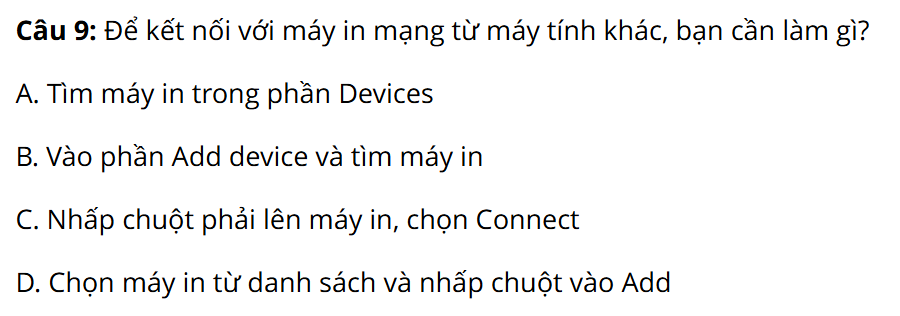 Câu 9: Để kết nối với máy in mạng từ máy tính khác, bạn cần làm gì?
A. Tìm máy in trong phần Devices
B. Vào phần Add device và tìm máy in
C. Nhấp chuột phải lên máy in, chọn Connect
D. Chọn máy in từ danh sách và nhấp chuột vào Add